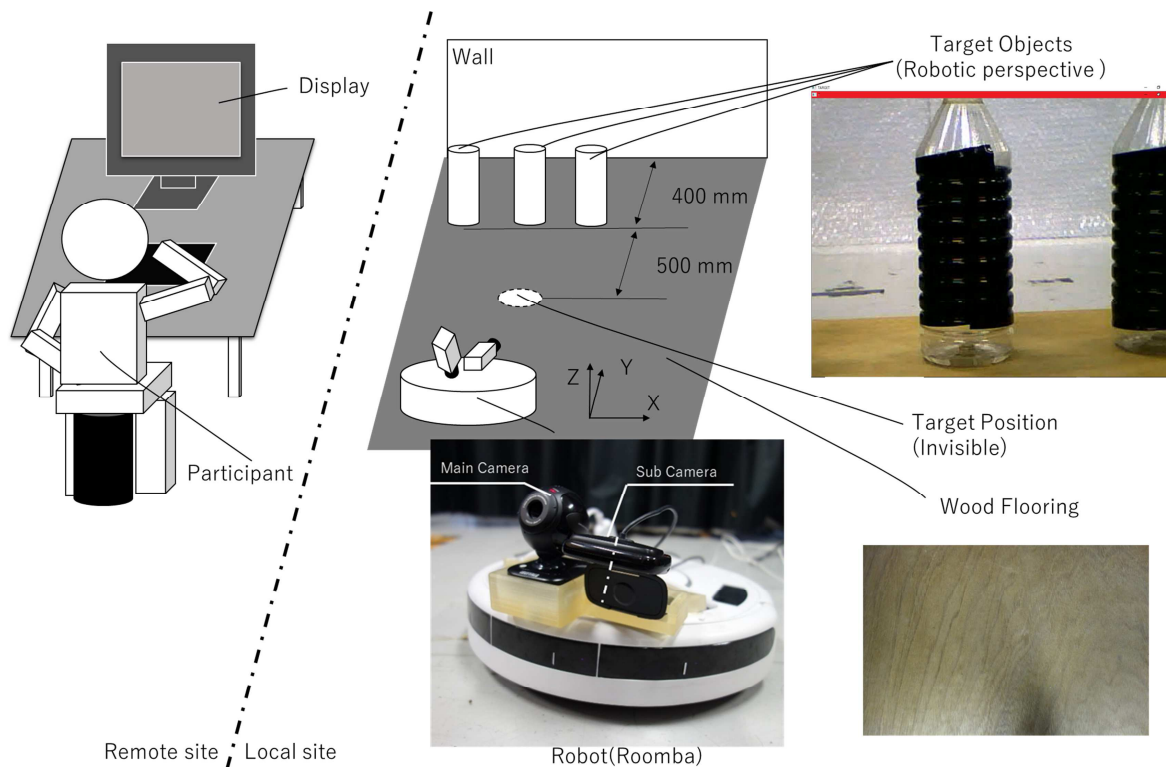 Display
Participant
Remote site
Local site
Wall
400 mm
500 mm
Z
Y
X
Target Objects
(Robotic perspective )
Target Position
(Invisible)
Wood Flooring
Main Camera
Sub Camera
Robot(Roomba)